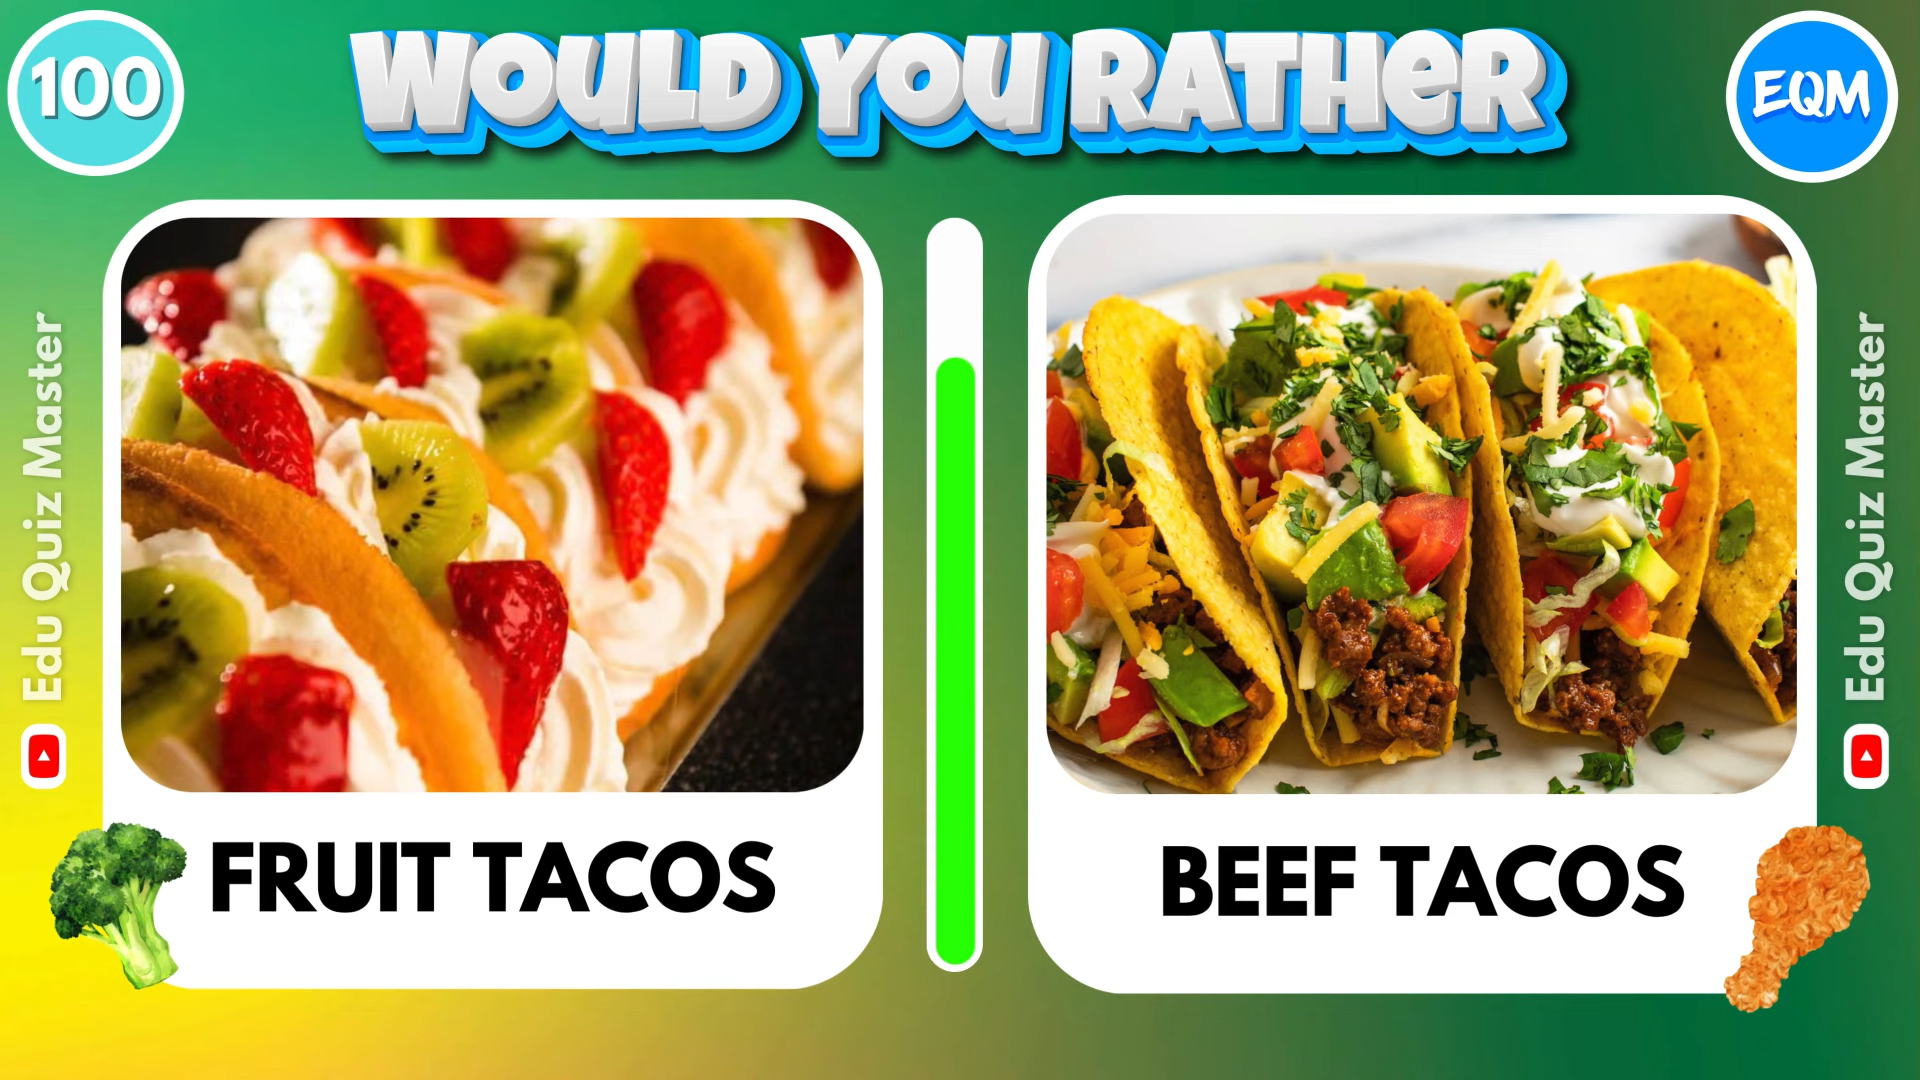 100
WOULD YOU RATHER
EQM
Edu Quiz Master
Edu Quiz Master
FRUIT TACOS
BEEF TACOS